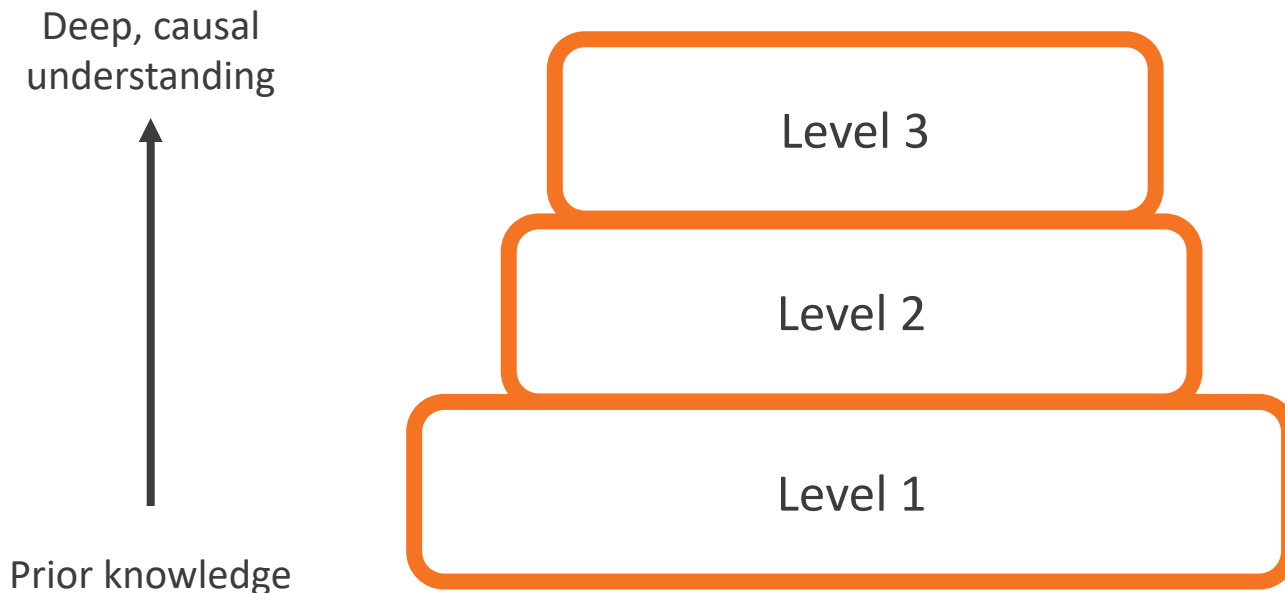 Deep, causal
understanding
Level 3
Level 2
Level 1
Prior knowledge